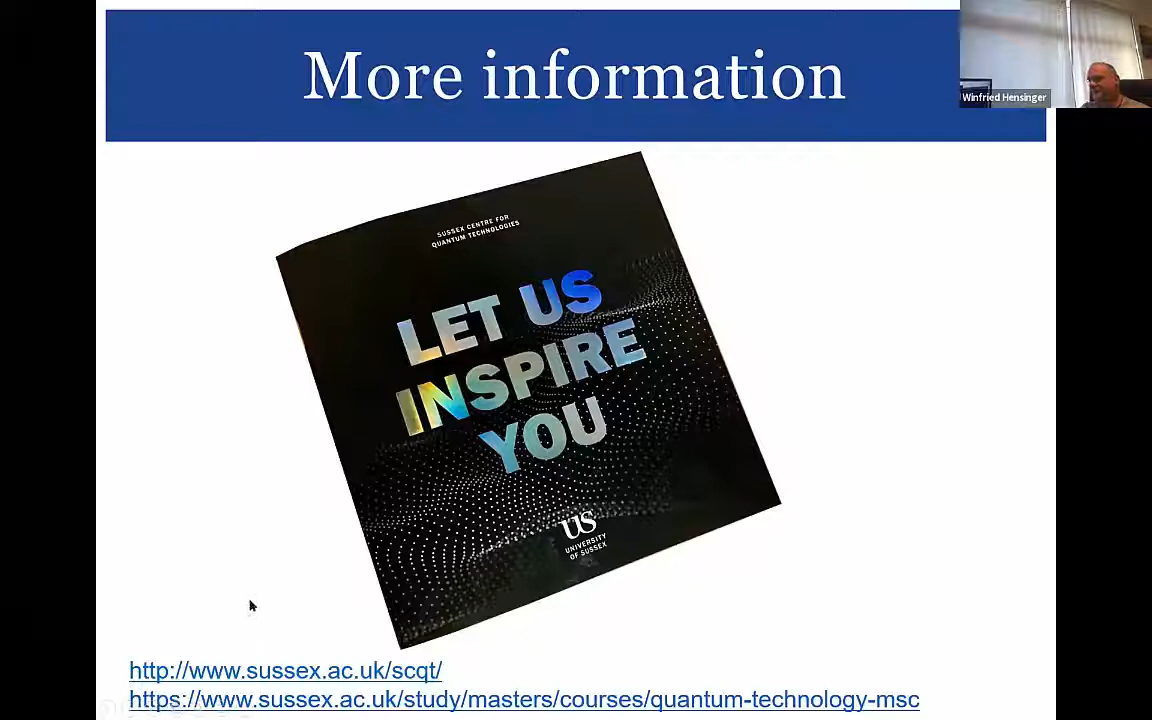 More information
Winfried Hensinger
SUSSEX CENTRE FOR
QUANTUM TECHNOLOGIES
LET US
INSPIRE
YOU
US
UNIVERSITY
OF SUSSEX
http://www.sussex.ac.uk/scqt/
https://www.sussex.ac.uk/study/masters/courses/quantum-technology-msc